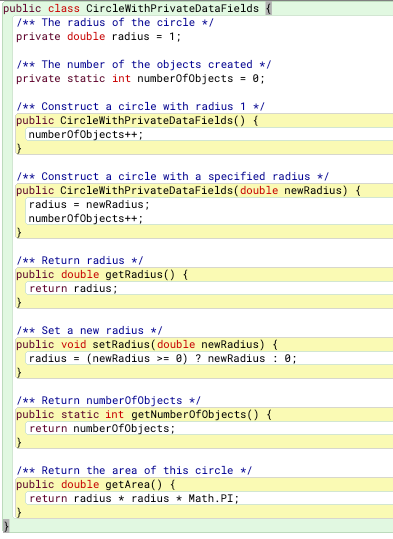 public class CircleWithPrivateDataFields {
/** The radius of the circle */
private double radius = 1;
/** The number of the objects created */
private static int numberOfObjects = 0;
/** Construct a circle with radius 1 */
public CircleWithPrivateDataFields() {
numberOfObjects++;
}
/** Construct a circle with a specified radius */
public CircleWithPrivateDataFields(double newRadius) {
radius = newRadius;
numberOfObjects++;
}
/** Return radius */
public double getRadius() {
return radius;
}
/** Set a new radius */
public void setRadius(double newRadius) {
radius = (newRadius >= 0) ? newRadius : 0;
}
/** Return numberOfObjects */
public static int getNumberOfObjects() {
return numberOfObjects;
}
/** Return the area of this circle */
public double getArea() {
return radius * radius * Math.PI;
}
}